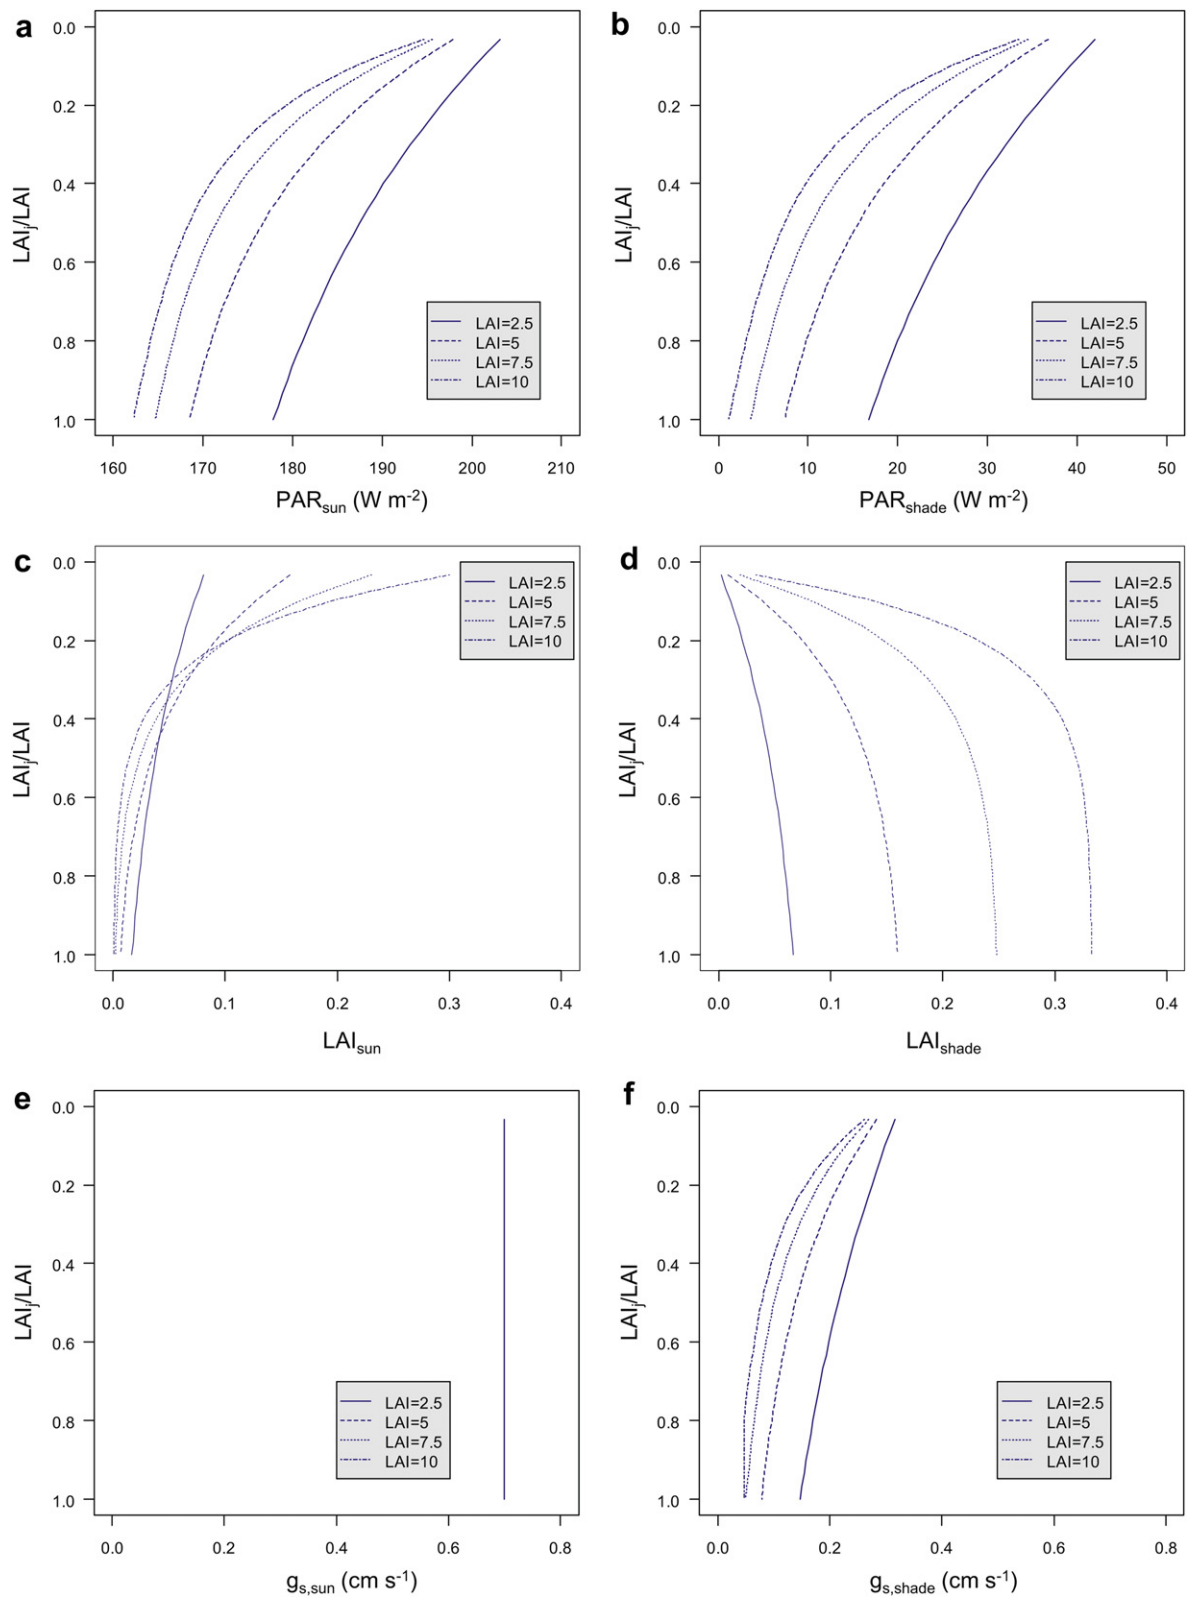 a
0.0
0.2
0.4
0.6
0.8
1.0
LAIj/LAI
LAI=2.5
LAI=5
LAI=7.5
LAI=10
160 170 180 190 200 210
PARsun (W m-2)
b
0.0
0.2
0.4
0.6
0.8
1.0
LAIj/LAI
LAI=2.5
LAI=5
LAI=7.5
LAI=10
0 10 20 30 40 50
PARshade (W m-2)
c
0.0
0.2
0.4
0.6
0.8
1.0
LAIj/LAI
LAI=2.5
LAI=5
LAI=7.5
LAI=10
0.0 0.1 0.2 0.3 0.4
LAIsun
d
0.0
0.2
0.4
0.6
0.8
1.0
LAIj/LAI
LAI=2.5
LAI=5
LAI=7.5
LAI=10
0.0 0.1 0.2 0.3 0.4
LAIshade
e
0.0
0.2
0.4
0.6
0.8
1.0
LAIj/LAI
LAI=2.5
LAI=5
LAI=7.5
LAI=10
0.0 0.2 0.4 0.6 0.8
gs,sun (cm s-1)
f
0.0
0.2
0.4
0.6
0.8
1.0
LAIj/LAI
LAI=2.5
LAI=5
LAI=7.5
LAI=10
0.0 0.2 0.4 0.6 0.8
gs,shade (cm s-1)